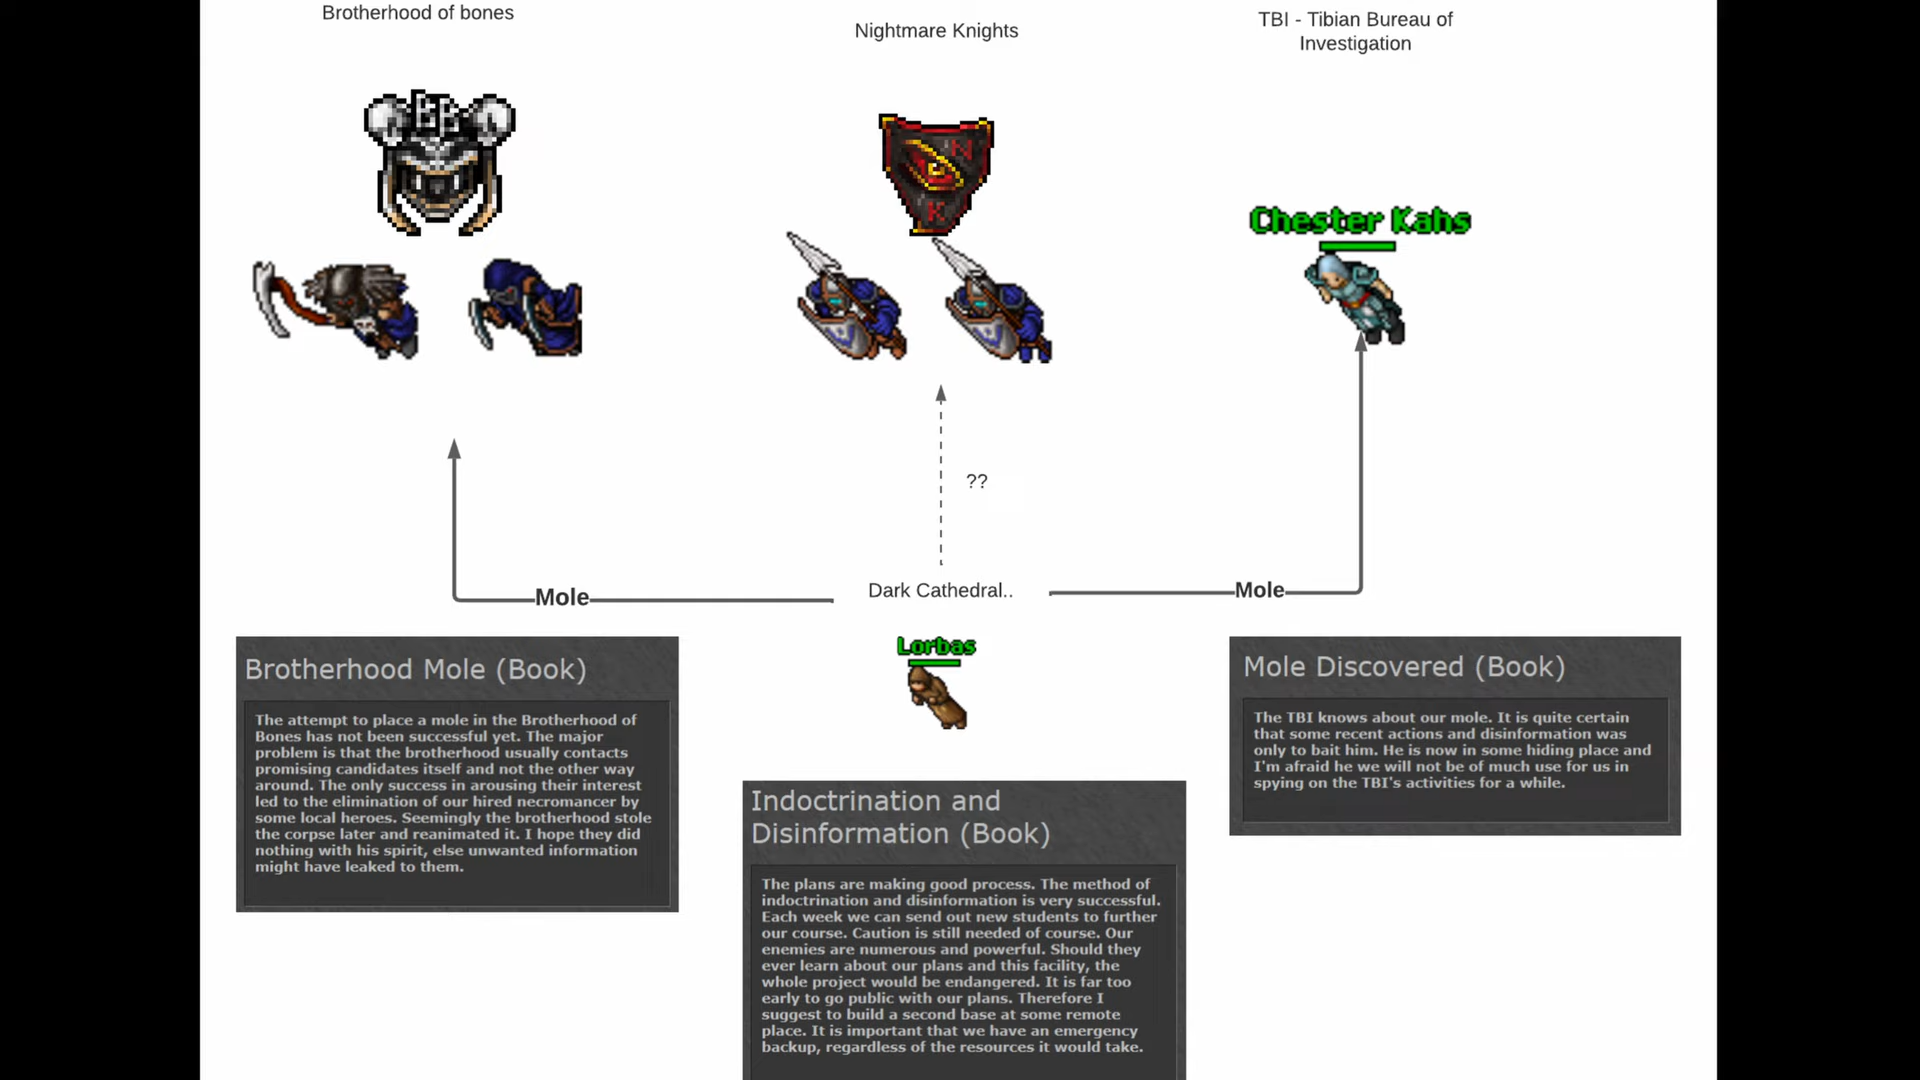 Brotherhood of bones
Nightmare Knights
TBI - Tibian Bureau of
Investigation
BB
N
K
Chester Kahs
??
Mole
Dark Cathedral..
Mole
Lorbas
Brotherhood Mole (Book)
The attempt to place a mole in the Brotherhood of
Bones has not been successful yet. The major
problem is that the brotherhood usually contacts
promising candidates itself and not the other way
around. The only success in arousing their interest
led to the elimination of our hired necromancer by
some local heroes. Seemingly the brotherhood stole
the corpse later and reanimated it. I hope they did
nothing with his spirit, else unwanted information
might have leaked to them.
Indoctrination and
Disinformation (Book)
The plans are making good process. The method of
indoctrination and disinformation is very successful.
Each week we can send out new students to further
our course. Caution is still needed of course. Our
enemies are numerous and powerful. Should they
ever learn about our plans and this facility, the
whole project would be endangered. It is far too
early to go public with our plans. Therefore I
suggest to build a second base at some remote
place. It is important that we have an emergency
backup, regardless of the resources it would take.
Mole Discovered (Book)
The TBI knows about our mole. It is quite certain
that some recent actions and disinformation was
only to bait him. He is now in some hiding place and
I'm afraid he we will not be of much use for us in
spying on the TBI's activities for a while.